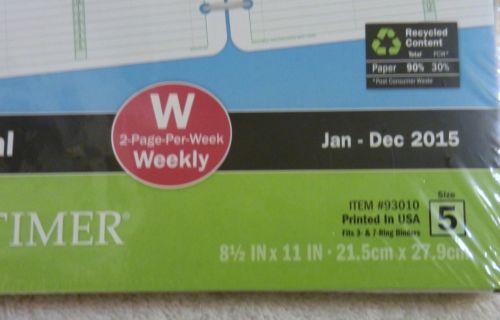 Recycled
Content
Total PCW*
Paper 90% 30%
*Post Consumer Waste
W
2-Page-Per-Week
Weekly
al
Jan - Dec 2015
TIMER®
ITEM #93010
Printed In USA
Fits 3- & 7-Ring Binders
Size
5
8½ IN x 11 IN · 21.5cm x 27.9cm